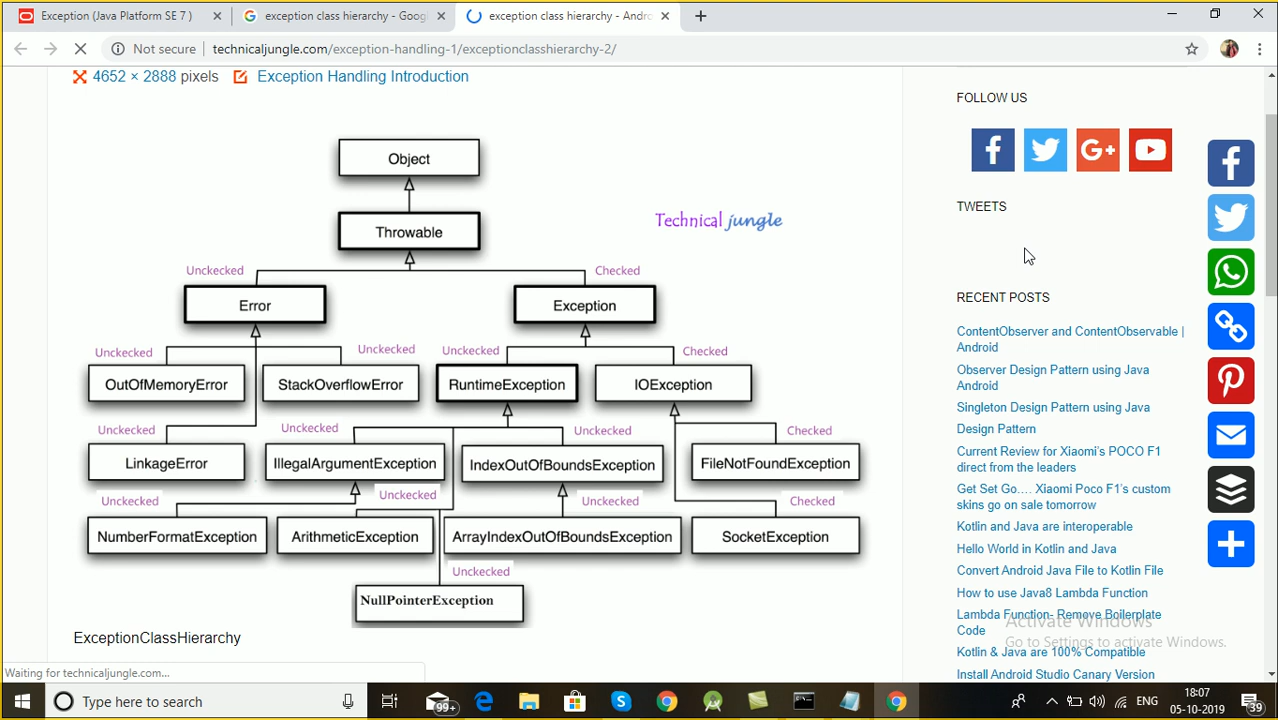 Exception (Java Platform SE 7 )
exception class hierarchy - Goog
exception class hierarchy - Andro
Not secure
technicaljungle.com/exception-handling-1/exceptionclasshierarchy-2/
4652 × 2888 pixels
Exception Handling Introduction
Object
Throwable
Technical jungle
Unckecked
Checked
Error
Exception
Unckecked
Unckecked
Unckecked
Checked
OutOfMemoryError
StackOverflowError
RuntimeException
IOException
Unckecked
Unckecked
Unckecked
Checked
LinkageError
IllegalArgumentException
IndexOutOfBoundsException
FileNotFoundException
Unckecked
Unckecked
Unckecked
Checked
NumberFormatException
ArithmeticException
ArrayIndexOutOfBoundsException
SocketException
Unckecked
NullPointerException
ExceptionClassHierarchy
Waiting for technicaljungle.com...
FOLLOW US
G+
TWEETS
RECENT POSTS
ContentObserver and ContentObservable |
Android
Observer Design Pattern using Java
Android
Singleton Design Pattern using Java
Design Pattern
Current Review for Xiaomi's POCO F1
direct from the leaders
Get Set Go…. Xiaomi Poco F1's custom
skins go on sale tomorrow
Kotlin and Java are interoperable
Hello World in Kotlin and Java
Convert Android Java File to Kotlin File
How to use Java8 Lambda Function
Lambda Function- Remove Boilerplate
Code
Kotlin & Java are 100% Compatible
Install Android Studio Canary Version
Activate Windows
Go to Settings to activate Windows.
Type here to search
99+
ENG
18:07
05-10-2019
39